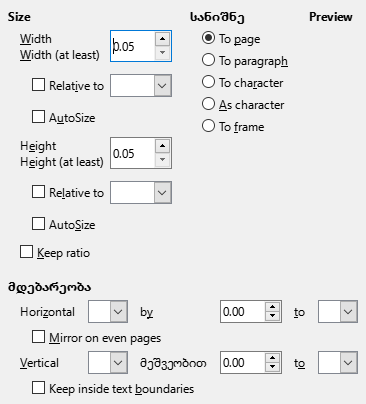 Size სანიშნე Preview
Width
Width (at least) 0.05
To page
To paragraph
Relative to
To character
As character
AutoSize
To frame
Height
Height (at least) 0.05
Relative to
AutoSize
Keep ratio
მდებარეობა
Horizontal by 0.00 to
Mirror on even pages
Vertical მეშვეობით 0.00 to
Keep inside text boundaries